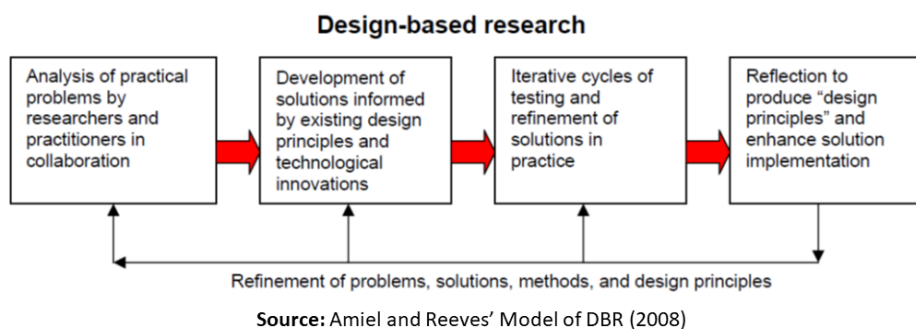 Design-based research
Analysis of practical
problems by
researchers and
practitioners in
collaboration
Development of
solutions informed
by existing design
principles and
technological
innovations
Iterative cycles of
testing and
refinement of
solutions in
practice
Reflection to
produce “design
principles” and
enhance solution
implementation
Refinement of problems, solutions, methods, and design principles
Source: Amiel and Reeves’ Model of DBR (2008)